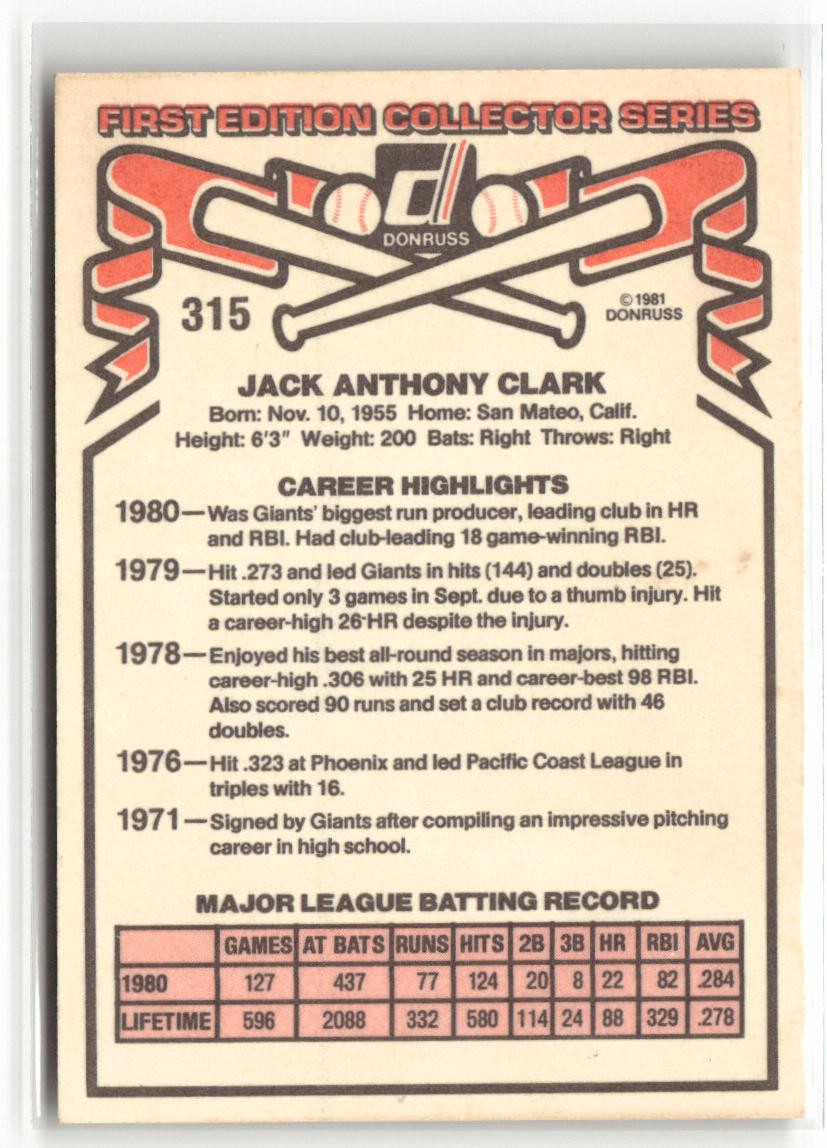 FIRST EDITION COLLECTOR SERIES
d
DONRUSS
315
©1981
DONRUSS
JACK ANTHONY CLARK
Born: Nov. 10, 1955 Home: San Mateo, Calif.
Height: 6'3" Weight: 200 Bats: Right Throws: Right
CAREER HIGHLIGHTS
1980—Was Giants' biggest run producer, leading club in HR
and RBI. Had club-leading 18 game-winning RBI.
1979—Hit .273 and led Giants in hits (144) and doubles (25).
Started only 3 games in Sept. due to a thumb injury. Hit
a career-high 26 HR despite the injury.
1978—Enjoyed his best all-round season in majors, hitting
career-high .306 with 25 HR and career-best 98 RBI.
Also scored 90 runs and set a club record with 46
doubles.
1976—Hit .323 at Phoenix and led Pacific Coast League in
triples with 16.
1971—Signed by Giants after compiling an impressive pitching
career in high school.
MAJOR LEAGUE BATTING RECORD
GAMES AT BATS RUNS HITS 2B 3B HR RBI AVG
1980 127 437 77 124 20 8 22 82 .284
LIFETIME 596 2088 332 580 114 24 88 329 .278